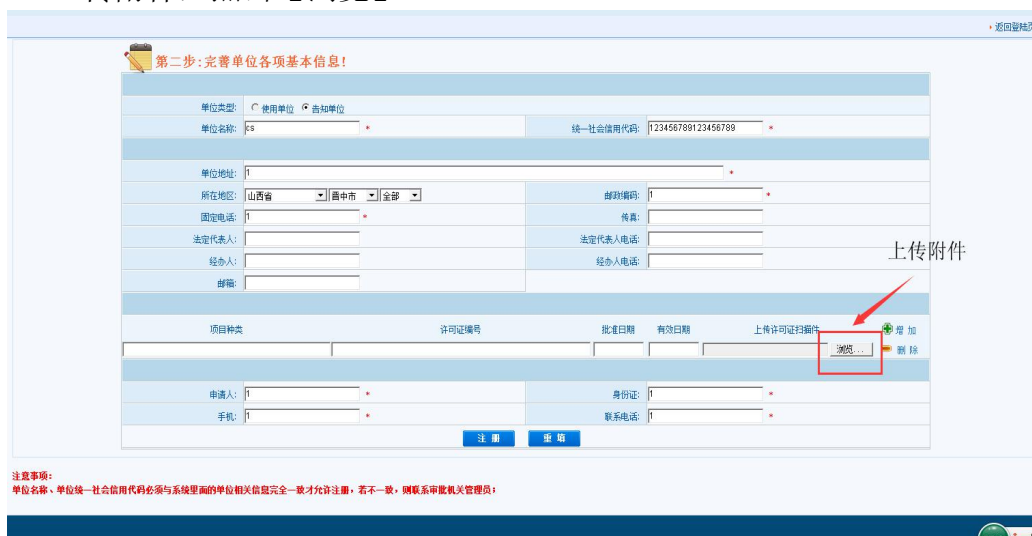 返回登陆页
第二步:完善单位各项基本信息!
单位类型: 使用单位 告知单位
单位名称: cs * 统一社会信用代码: 123456789123456789 *
单位地址: 1 *
所在地区: 山西省 晋中市 全部 邮政编码: 1 *
固定电话: 1 * 传真:
法定代表人: 法定代表人电话:
上传附件
经办人: 经办人电话:
邮箱:
项目种类 许可证编号 批准日期 有效日期 上传许可证扫描件 增 加
浏览... 删 除
申请人: 1 * 身份证: 1 *
手机: 1 * 联系电话: 1 *
注 册 重 填
注意事项:
单位名称、单位统一社会信用代码必须与系统里面的单位相关信息完全一致才允许注册,若不一致,则联系审批机关管理员;